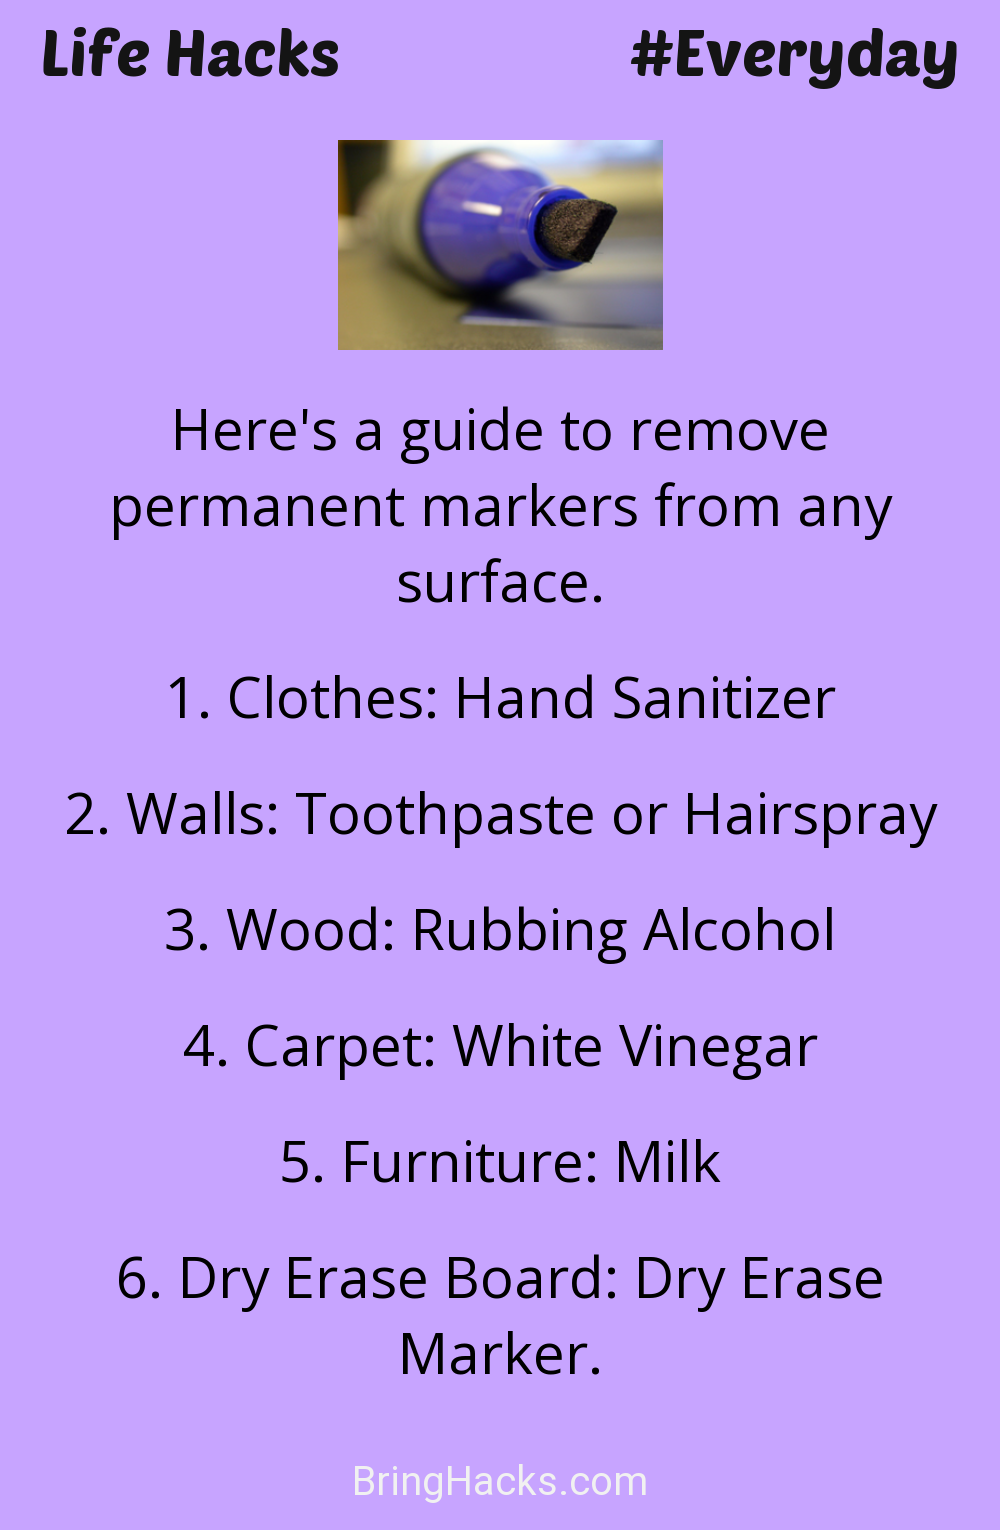 Life Hacks #Everyday
Here's a guide to remove
permanent markers from any
surface.
1. Clothes: Hand Sanitizer
2. Walls: Toothpaste or Hairspray
3. Wood: Rubbing Alcohol
4. Carpet: White Vinegar
5. Furniture: Milk
6. Dry Erase Board: Dry Erase
Marker.
BringHacks.com